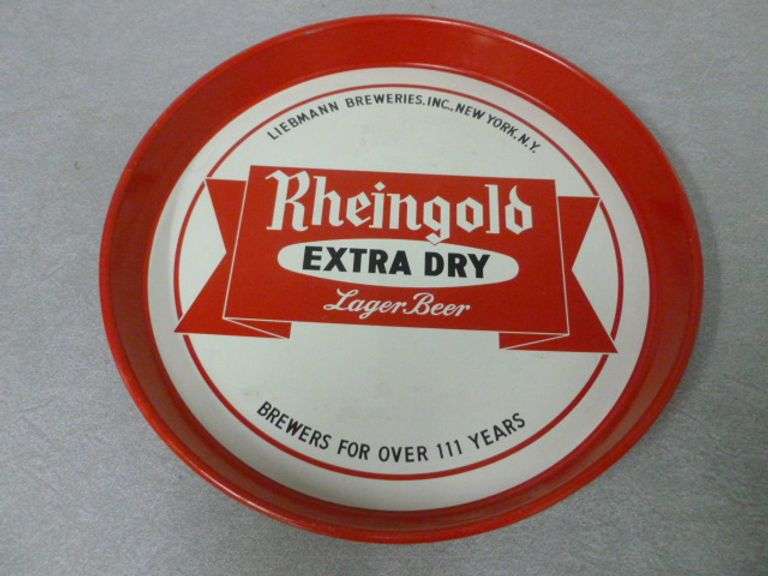 LIEBMANN BREWERIES, INC., NEW YORK, N.Y.
Rheingold
EXTRA DRY
Lager Beer
BREWERS FOR OVER 111 YEARS